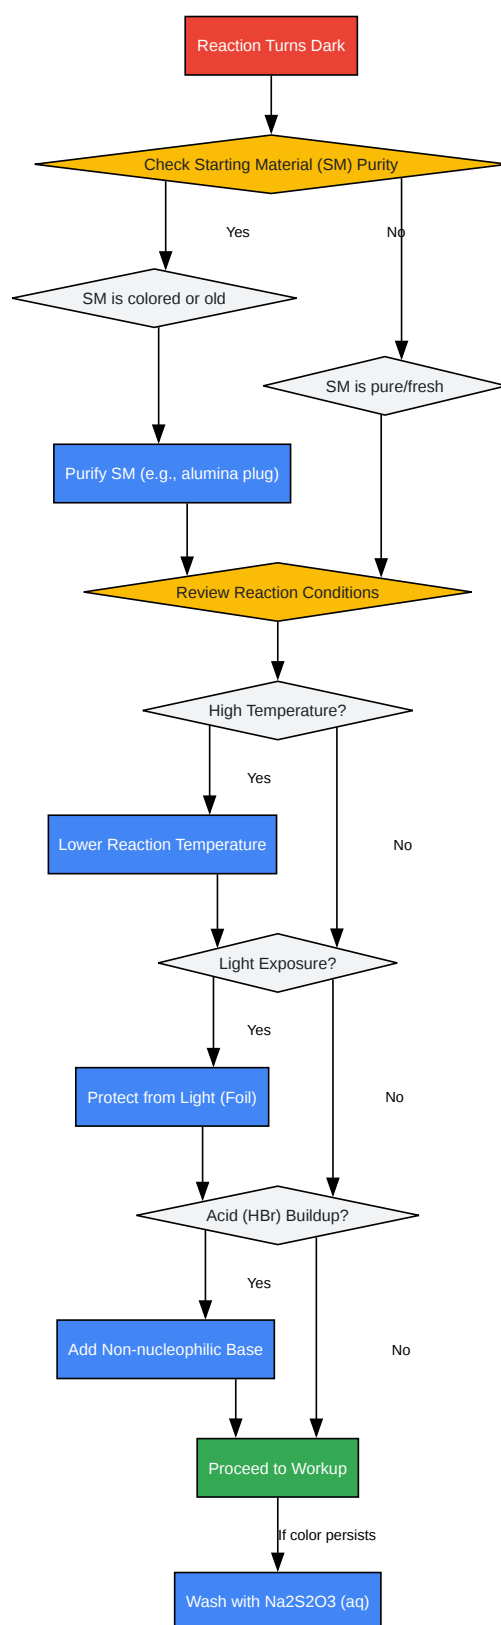 Reaction Turns Dark
Check Starting Material (SM) Purity
Yes
No
SM is colored or old
SM is pure/fresh
Purify SM (e.g., alumina plug)
Review Reaction Conditions
High Temperature?
Yes
Lower Reaction Temperature
No
Light Exposure?
Yes
Protect from Light (Foil)
No
Acid (HBr) Buildup?
Yes
Add Non-nucleophilic Base
No
Proceed to Workup
If color persists
Wash with Na2S2O3 (aq)